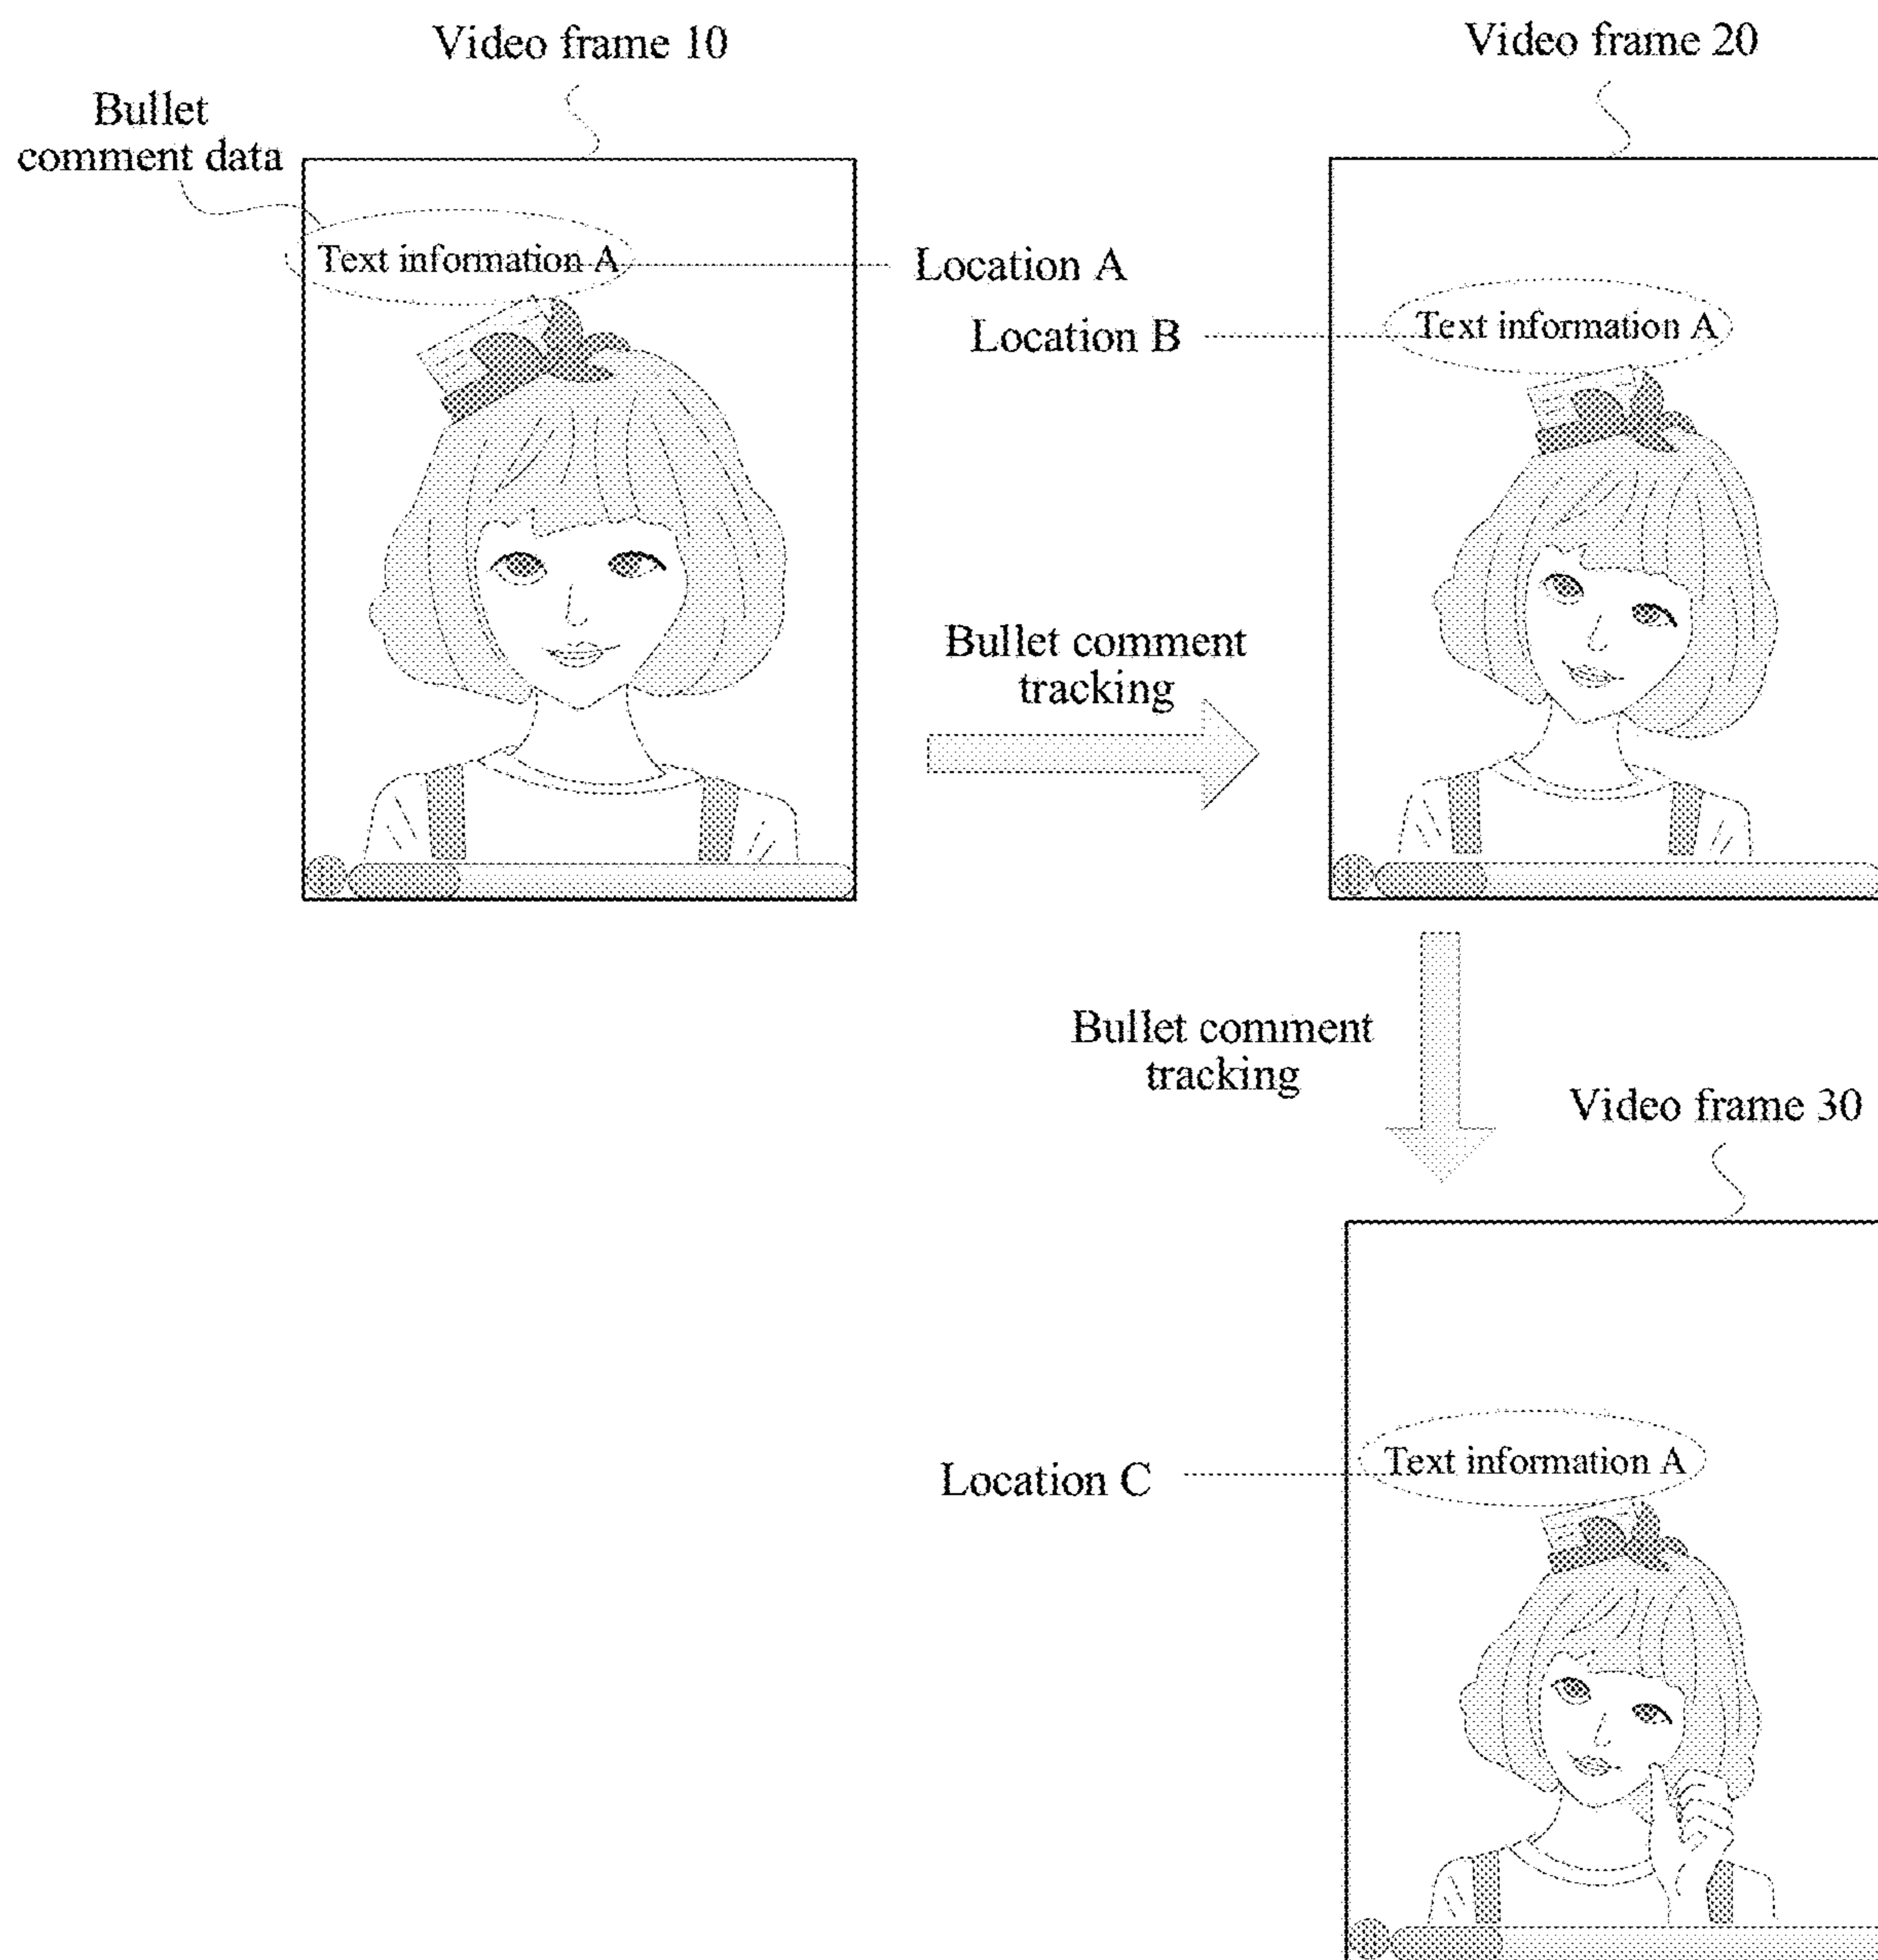 Video frame 10
Video frame 20
Bullet
comment data
Text information A
Location A
Location B
Text information A
Bullet comment
tracking
Bullet comment
tracking
Video frame 30
Location C
Text information A